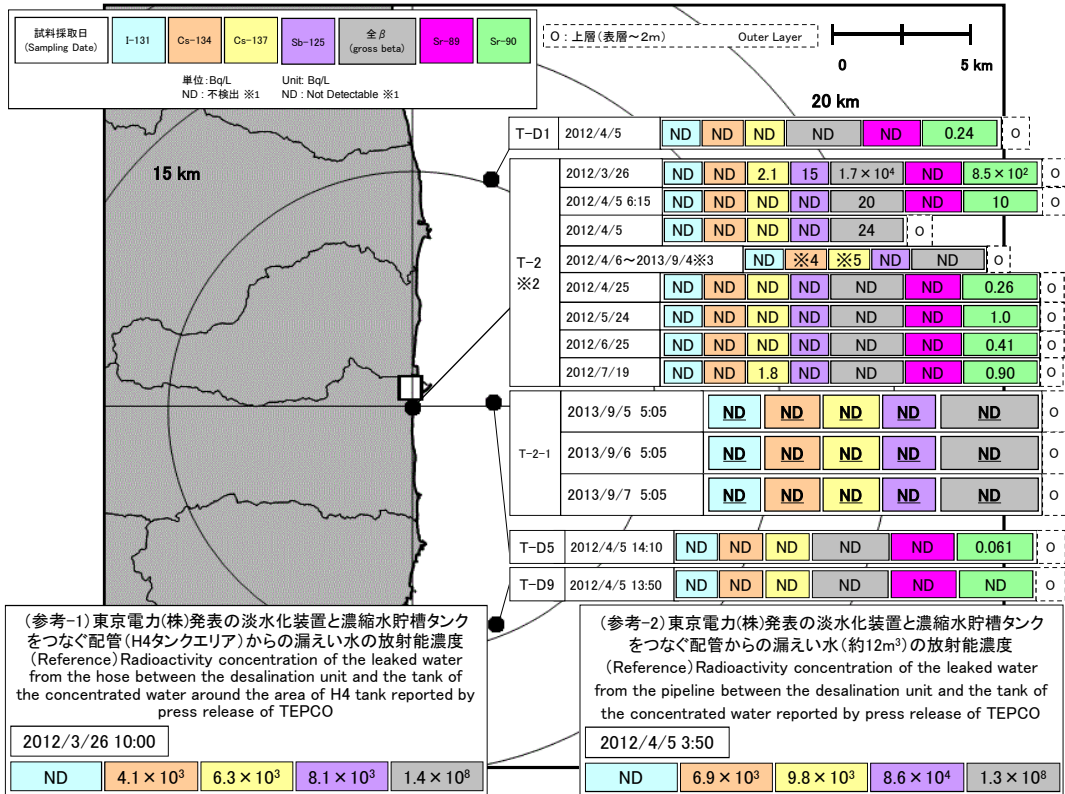 試料採取日
(Sampling Date)
I-131
Cs-134
Cs-137
Sb-125
全β
(gross beta)
Sr-89
Sr-90
単位:Bq/L Unit: Bq/L
ND : 不検出 ※1 ND : Not Detectable ※1
O : 上層(表層～2m) Outer Layer
0 5 km
20 km
15 km
T-D1 2012/4/5 ND ND ND ND ND 0.24 O
T-2
※2
2012/3/26 ND ND 2.1 15 1.7×10⁴ ND 8.5×10² O
2012/4/5 6:15 ND ND ND ND 20 ND 10 O
2012/4/5 ND ND ND ND 24 O
2012/4/6～2013/9/4※3 ND ※4 ※5 ND ND O
2012/4/25 ND ND ND ND ND ND 0.26 O
2012/5/24 ND ND ND ND ND ND 1.0 O
2012/6/25 ND ND ND ND ND ND 0.41 O
2012/7/19 ND ND 1.8 ND ND ND 0.90 O
T-2-1
2013/9/5 5:05 ND ND ND ND ND O
2013/9/6 5:05 ND ND ND ND ND O
2013/9/7 5:05 ND ND ND ND ND O
T-D5 2012/4/5 14:10 ND ND ND ND ND 0.061 O
T-D9 2012/4/5 13:50 ND ND ND ND ND ND O
(参考-1)東京電力(株)発表の淡水化装置と濃縮水貯槽タンク
をつなぐ配管(H4タンクエリア)からの漏えい水の放射能濃度
(Reference)Radioactivity concentration of the leaked water
from the hose between the desalination unit and the tank of
the concentrated water around the area of H4 tank reported by
press release of TEPCO
2012/3/26 10:00
ND 4.1×10³ 6.3×10³ 8.1×10³ 1.4×10⁸
(参考-2)東京電力(株)発表の淡水化装置と濃縮水貯槽タンク
をつなぐ配管からの漏えい水(約12m³)の放射能濃度
(Reference)Radioactivity concentration of the leaked water
from the pipeline between the desalination unit and the tank of
the concentrated water reported by press release of TEPCO
2012/4/5 3:50
ND 6.9×10³ 9.8×10³ 8.6×10⁴ 1.3×10⁸